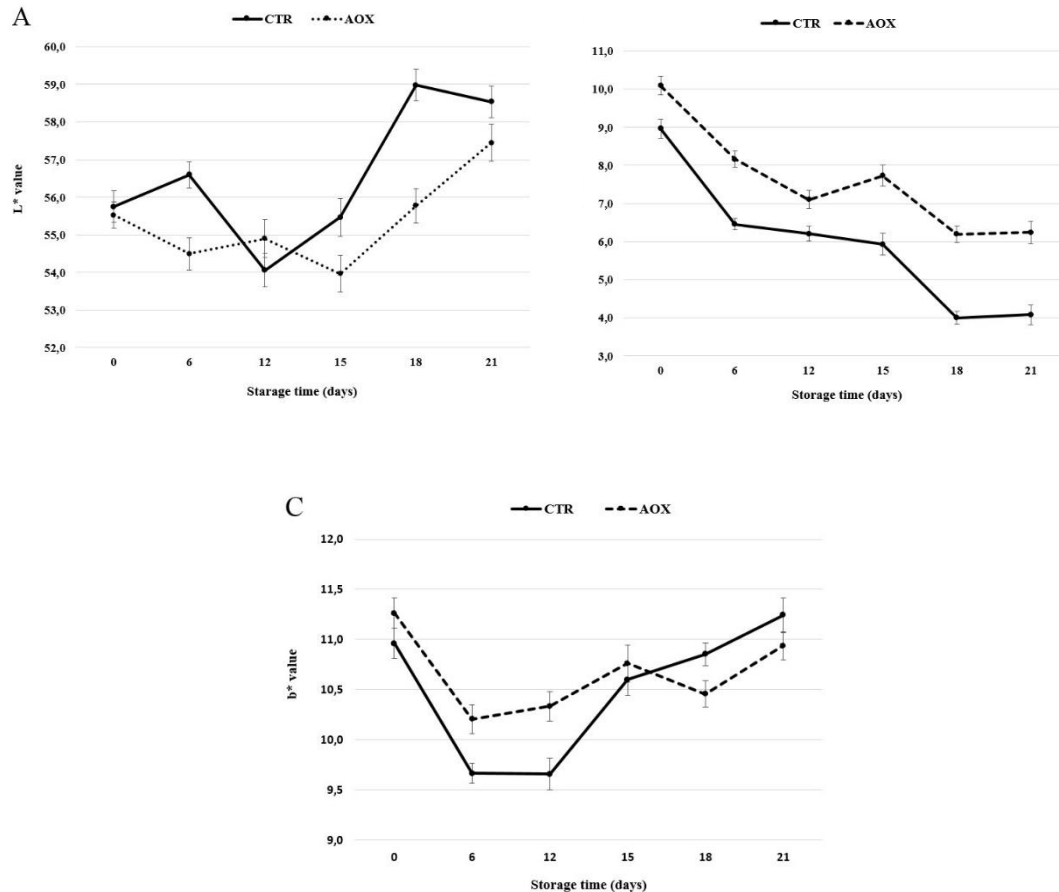 A
CTR AOX
60,0
59,0
58,0
57,0
56,0
55,0
54,0
53,0
52,0
L* value
0 6 12 15 18 21
Starage time (days)
CTR AOX
11,0
10,0
9,0
8,0
7,0
6,0
5,0
4,0
3,0
0 6 12 15 18 21
Storage time (days)
C
CTR AOX
12,0
11,5
11,0
10,5
10,0
9,5
9,0
b* value
0 6 12 15 18 21
Storage time (days)